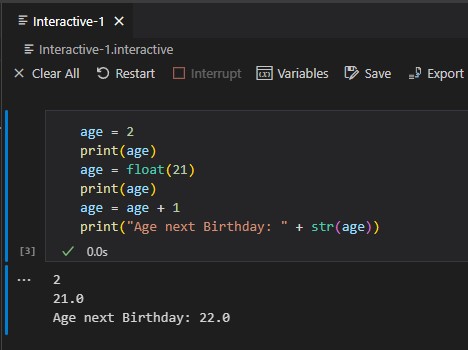 Interactive-1
Interactive-1.interactive
Clear All Restart Interrupt Variables Save Export
age = 2
print(age)
age = float(21)
print(age)
age = age + 1
print("Age next Birthday: " + str(age))
[3] 0.0s
2
21.0
Age next Birthday: 22.0